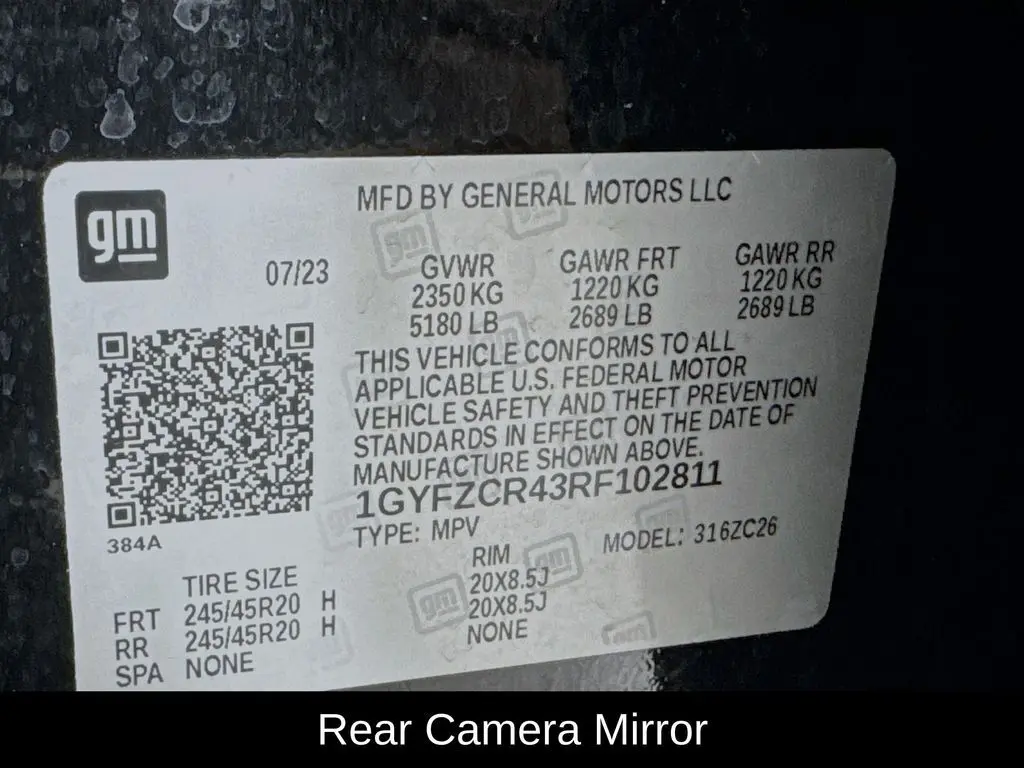 gm
MFD BY GENERAL MOTORS LLC
07/23
GVWR GAWR FRT GAWR RR
2350 KG 1220 KG 1220 KG
5180 LB 2689 LB 2689 LB
THIS VEHICLE CONFORMS TO ALL
APPLICABLE U.S. FEDERAL MOTOR
VEHICLE SAFETY AND THEFT PREVENTION
STANDARDS IN EFFECT ON THE DATE OF
MANUFACTURE SHOWN ABOVE.
1GYFZCR43RF102811
TYPE: MPV MODEL: 316ZC26
384A
TIRE SIZE RIM
FRT 245/45R20 H 20X8.5J
RR 245/45R20 H 20X8.5J
SPA NONE NONE
Rear Camera Mirror